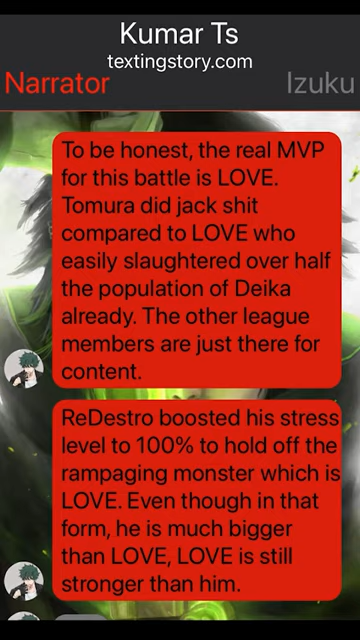 Kumar Ts
textingstory.com
Narrator Izuku
To be honest, the real MVP
for this battle is LOVE.
Tomura did jack shit
compared to LOVE who
easily slaughtered over half
the population of Deika
already. The other league
members are just there for
content.
ReDestro boosted his stress
level to 100% to hold off the
rampaging monster which is
LOVE. Even though in that
form, he is much bigger
than LOVE, LOVE is still
stronger than him.